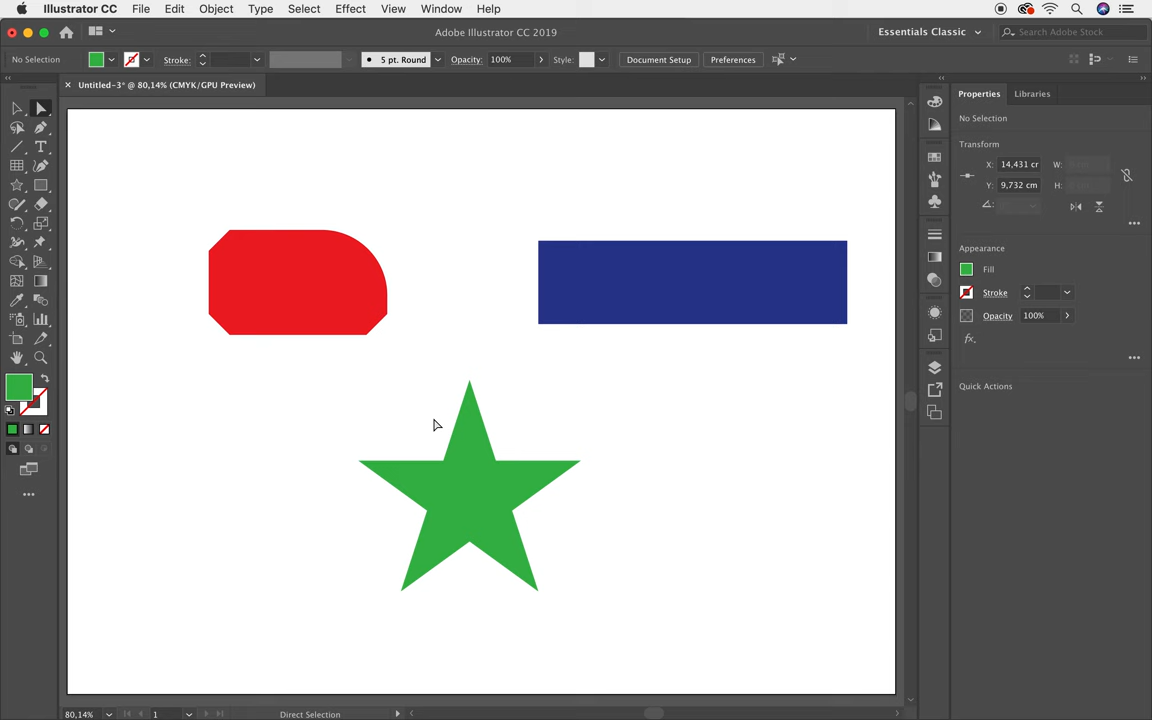 Illustrator CC File Edit Object Type Select Effect View Window Help
Adobe Illustrator CC 2019
Essentials Classic
Search Adobe Stock
No Selection
Stroke:
5 pt. Round
Opacity: 100%
Style:
Document Setup
Preferences
Untitled-3* @ 80,14% (CMYK/GPU Preview)
Properties
Libraries
No Selection
Transform
X: 14,431 cr
W:
Y: 9,732 cm
H:
Appearance
Fill
Stroke
Opacity 100%
fx.
Quick Actions
80,14%
1
Direct Selection